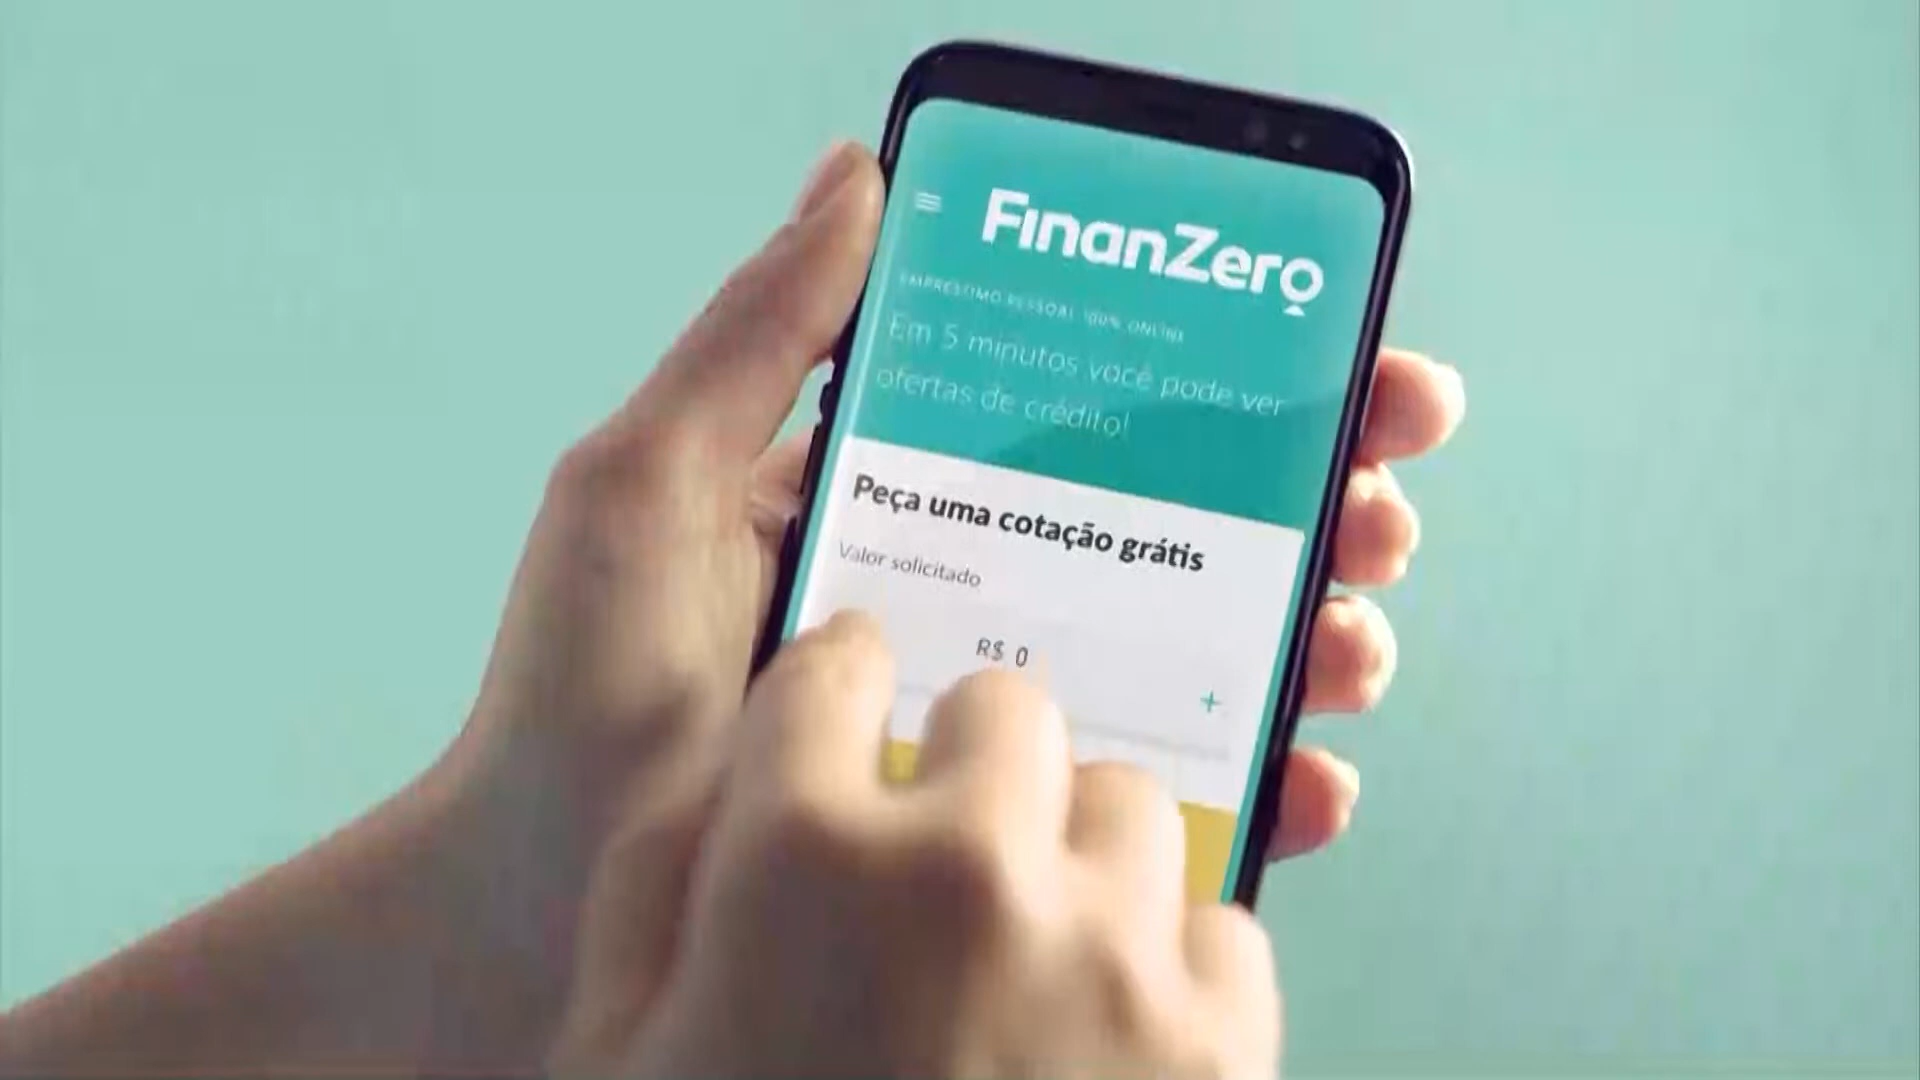 FinanZero
EMPRÉSTIMO PESSOAL 100% ONLINE
Em 5 minutos você pode ver
ofertas de crédito!
Peça uma cotação grátis
Valor solicitado
R$ 0
+